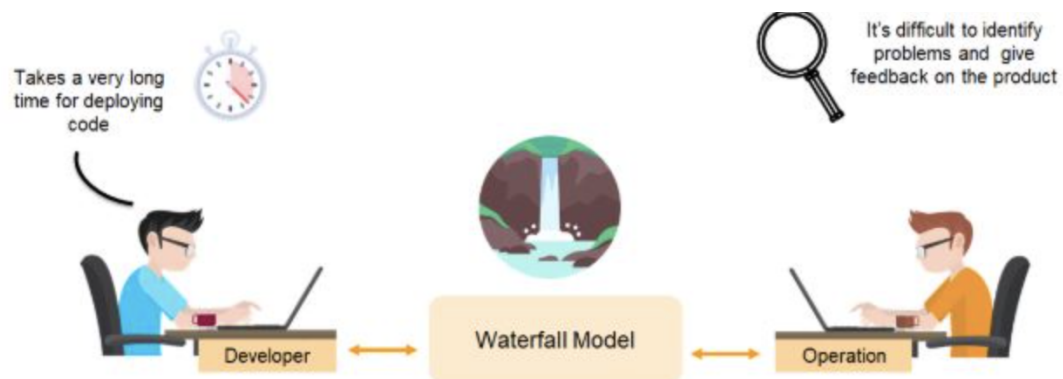 Takes a very long
time for deploying
code
It's difficult to identify
problems and give
feedback on the product
Developer
Waterfall Model
Operation